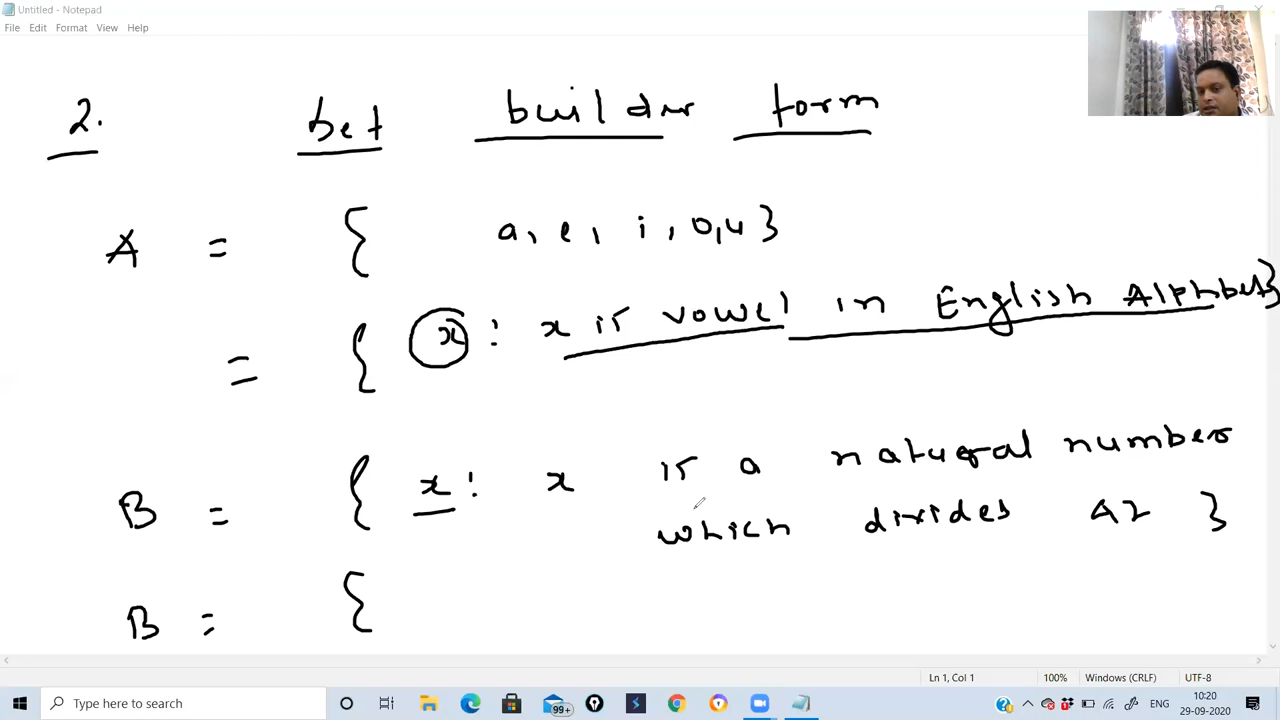 Untitled - Notepad
File Edit Format View Help
2. Set builder form
A = { a, e, i, o, u }
= { x : x is vowel in English Alphabet }
B = { x : x is a natural number
which divides 42 }
B = {
Ln 1, Col 1 100% Windows (CRLF) UTF-8
Type here to search
99+
ENG
10:20
29-09-2020